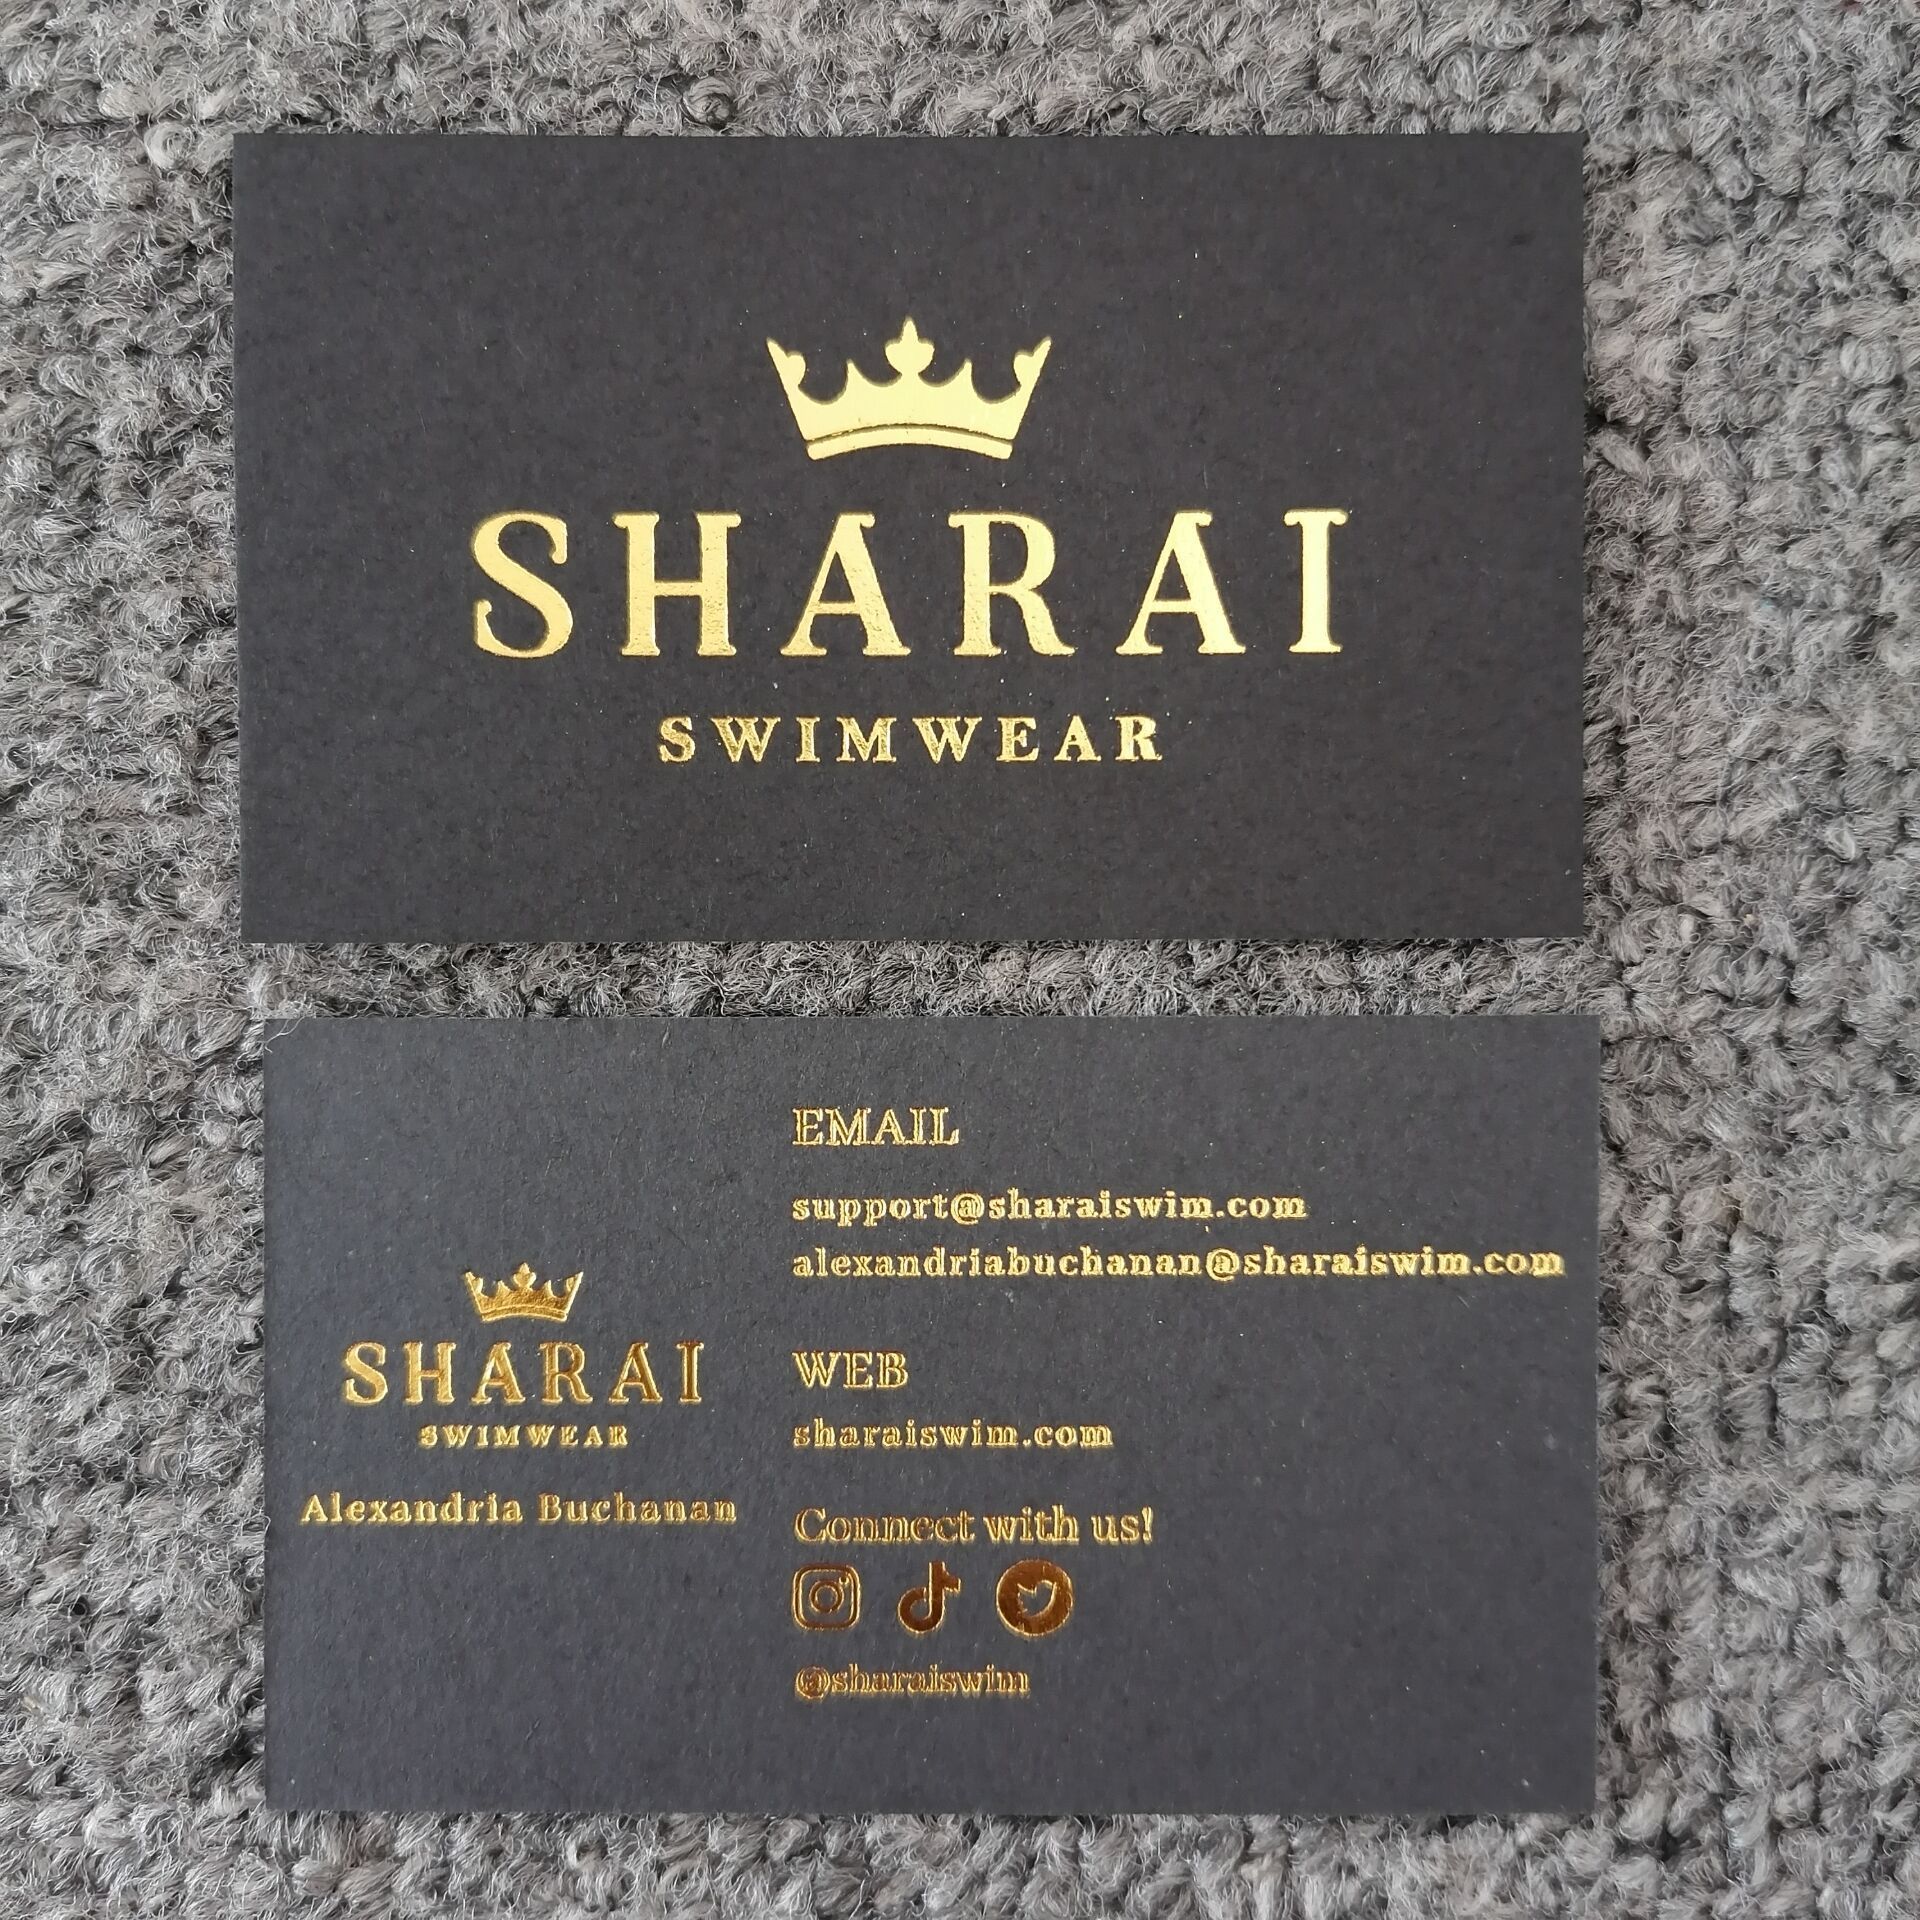 SHARAI
SWIMWEAR
SHARAI
SWIMWEAR
Alexandria Buchanan
EMAIL
support@sharaiswim.com
alexandriabuchanan@sharaiswim.com
WEB
sharaiswim.com
Connect with us!
@sharaiswim